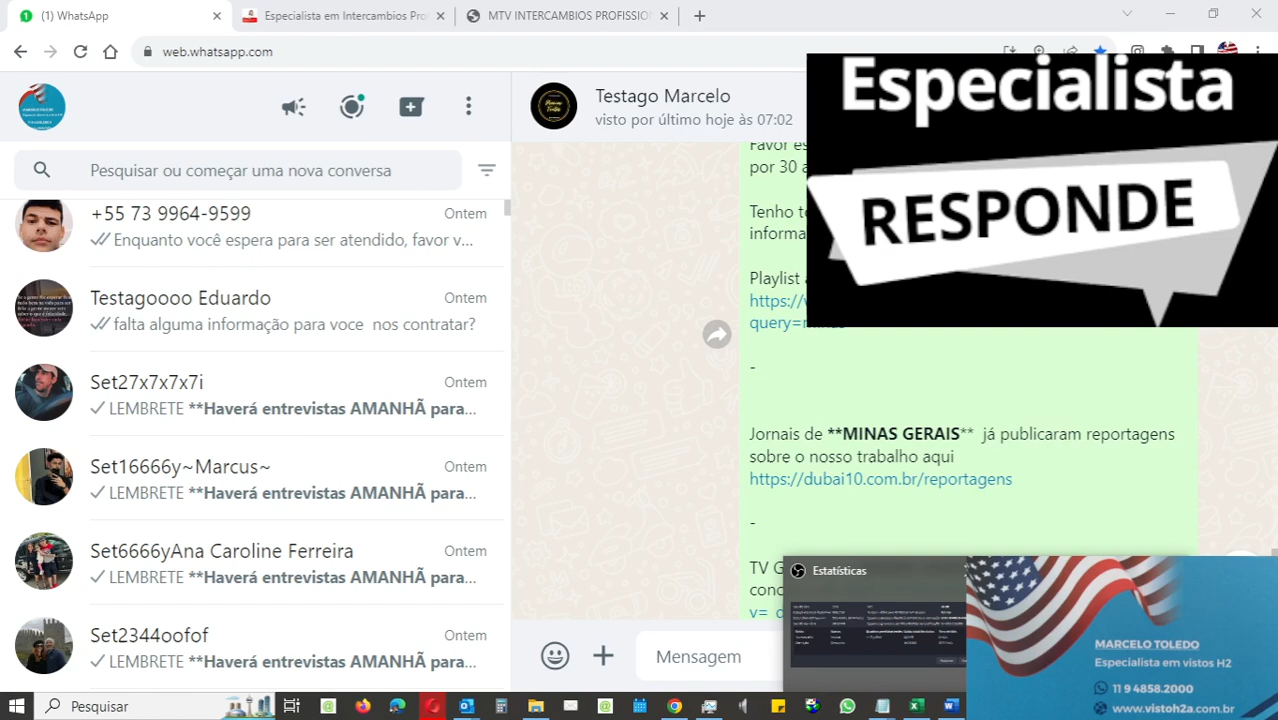 (1) WhatsApp
Especialista em Intercambios Pro
MTV INTERCAMBIOS PROFISSION
web.whatsapp.com
Especialista
RESPONDE
Pesquisar ou começar uma nova conversa
+55 73 9964-9599
Ontem
Enquanto você espera para ser atendido, favor v...
Testagoooo Eduardo
Ontem
falta alguma informação para voce nos contratar?
Set27x7x7x7i
Ontem
LEMBRETE **Haverá entrevistas AMANHÃ para...
Set16666y~Marcus~
Ontem
LEMBRETE **Haverá entrevistas AMANHÃ para...
Set6666yAna Caroline Ferreira
Ontem
LEMBRETE **Haverá entrevistas AMANHÃ para...
Ontem
LEMBRETE **Haverá entrevistas AMANHÃ para...
Testago Marcelo
visto por último hoje às 07:02
Favor es
por 30 a
Tenho to
informa
Playlist
https://
query=
-
Jornais de **MINAS GERAIS** já publicaram reportagens
sobre o nosso trabalho aqui
https://dubai10.com.br/reportagens
-
TV G
conc
v=
Mensagem
Estatísticas
MARCELO TOLEDO
Especialista em vistos H2
11 9 4858.2000
www.vistoh2a.com.br
Pesquisar